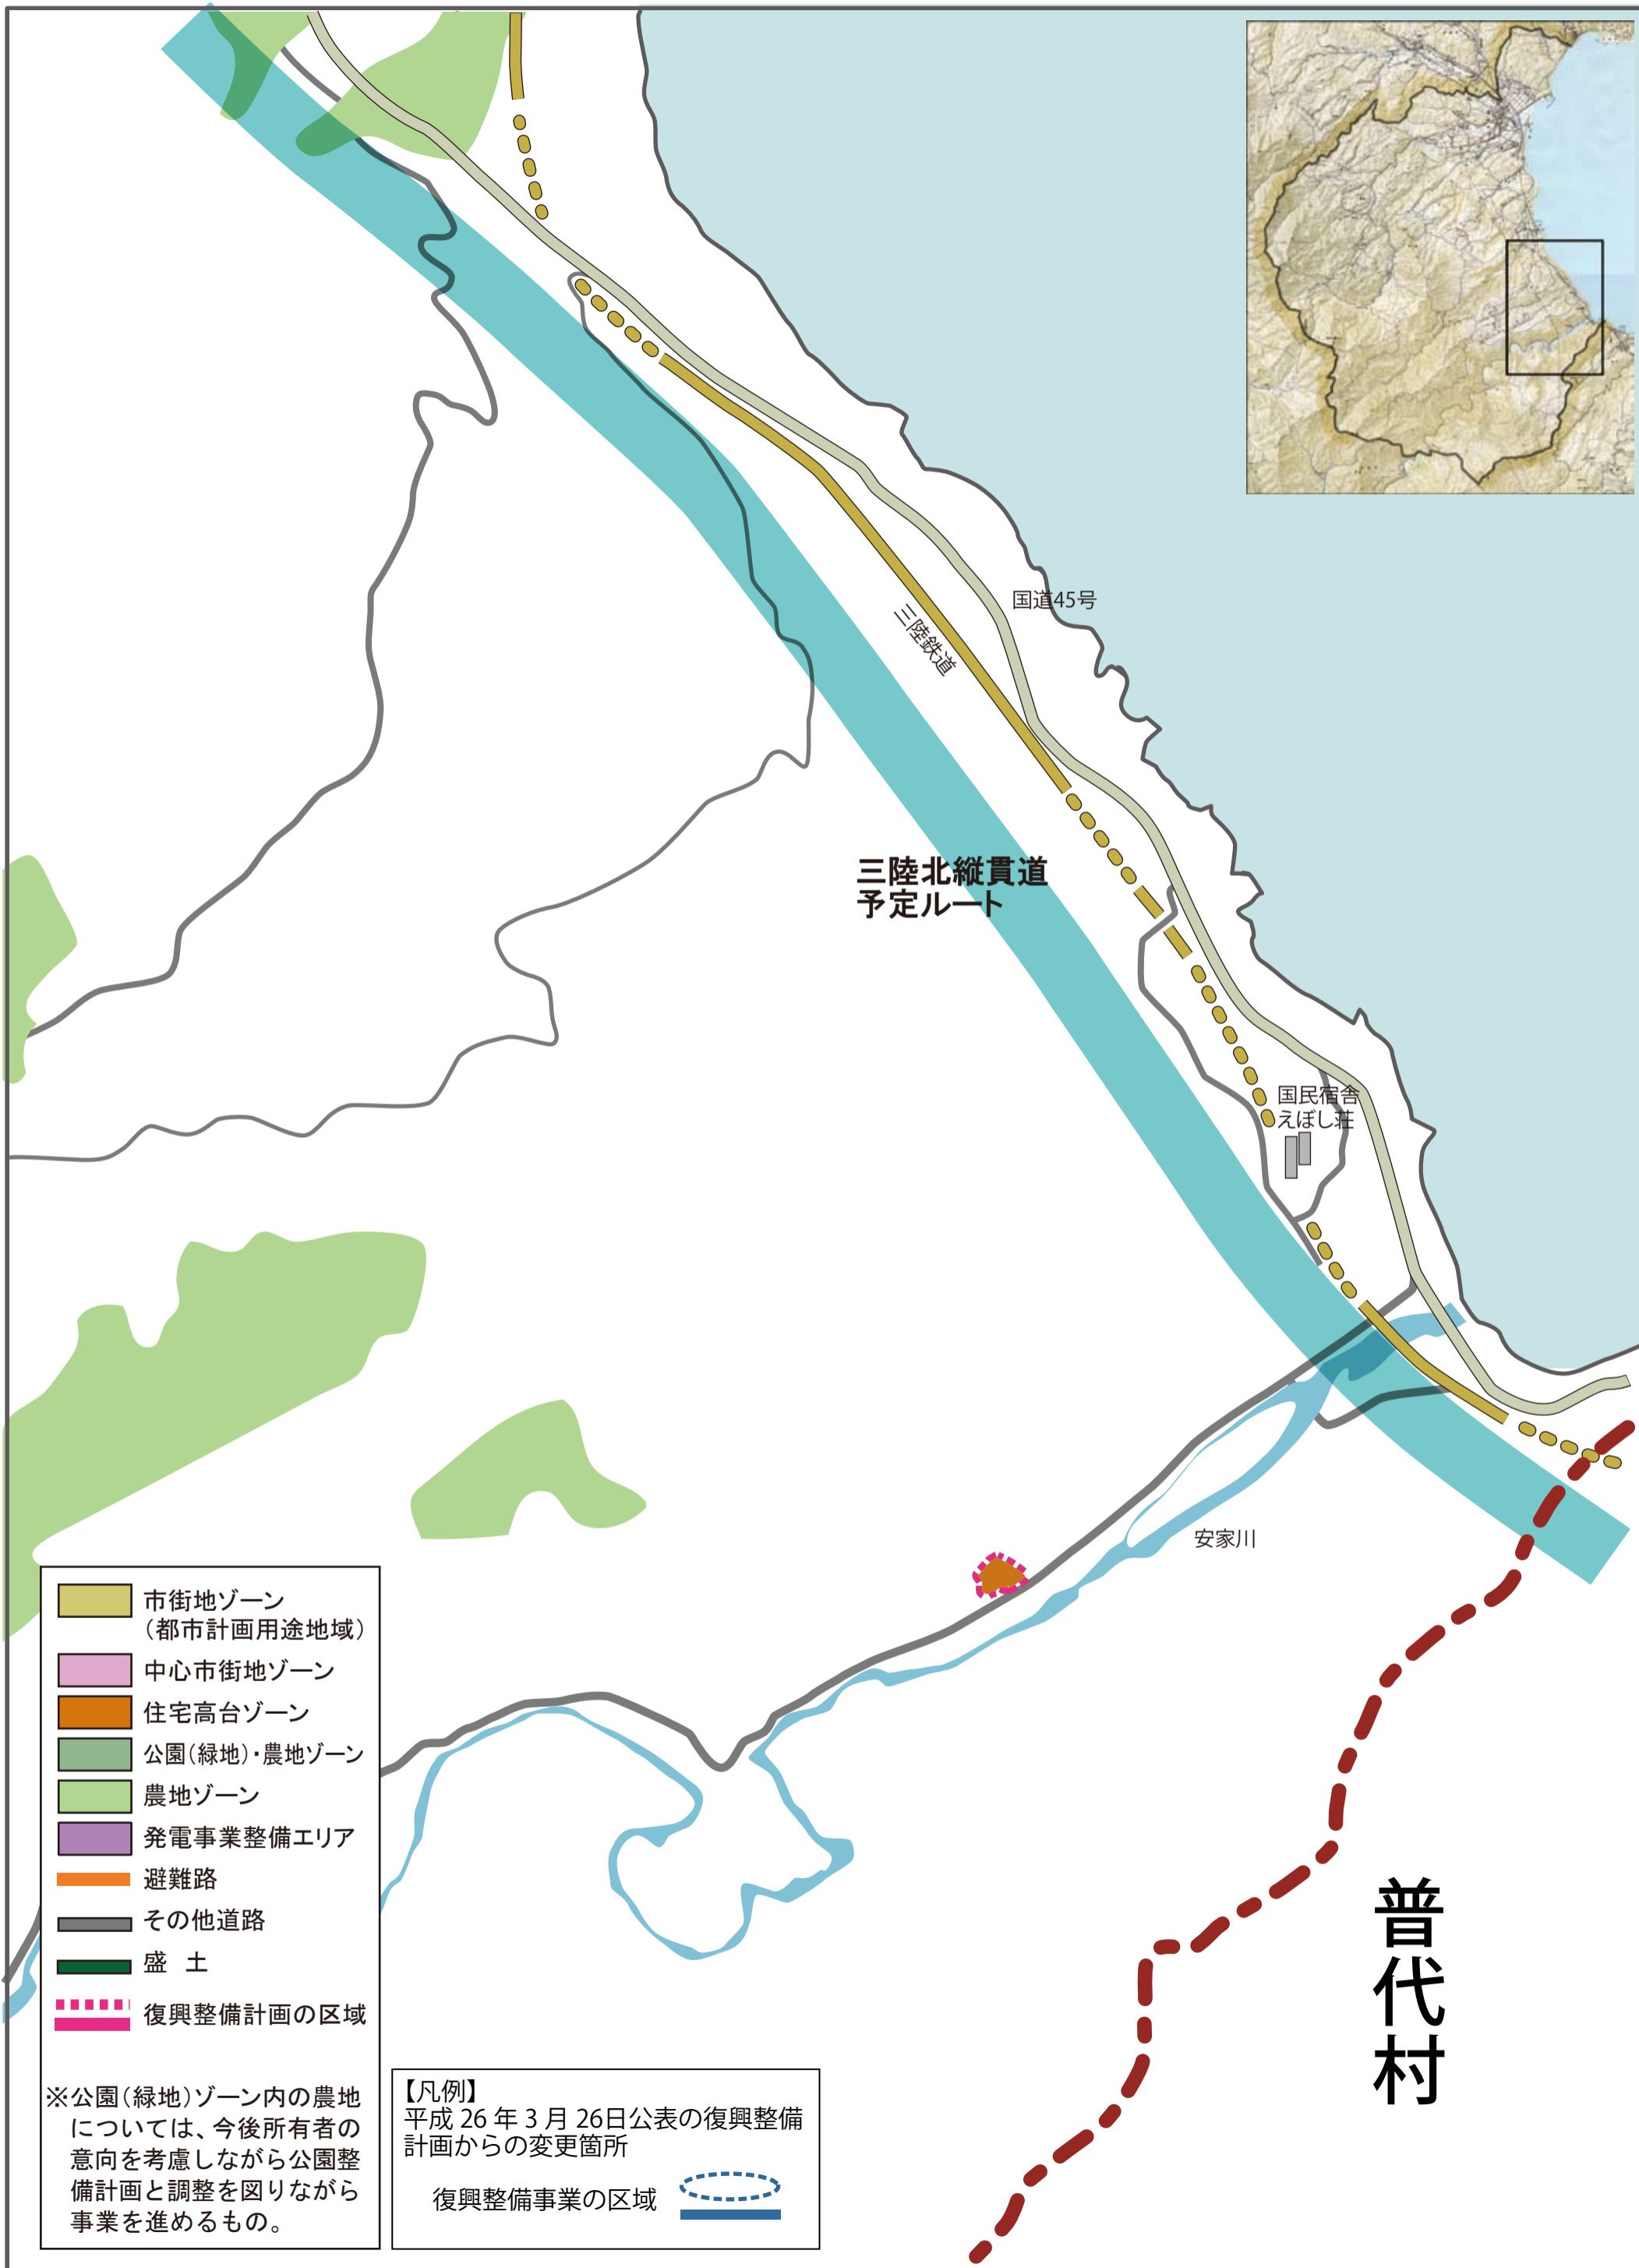 国道45号
三陸鉄道
三陸北縦貫道
予定ルート
国民宿舎
えぼし荘
安家川
普代村
市街地ゾーン
（都市計画用途地域）
中心市街地ゾーン
住宅高台ゾーン
公園（緑地）・農地ゾーン
農地ゾーン
発電事業整備エリア
避難路
その他道路
盛 土
復興整備計画の区域
※公園（緑地）ゾーン内の農地
については、今後所有者の
意向を考慮しながら公園整
備計画と調整を図りながら
事業を進めるもの。
【凡例】
平成 26 年 3 月 26日公表の復興整備
計画からの変更箇所
復興整備事業の区域